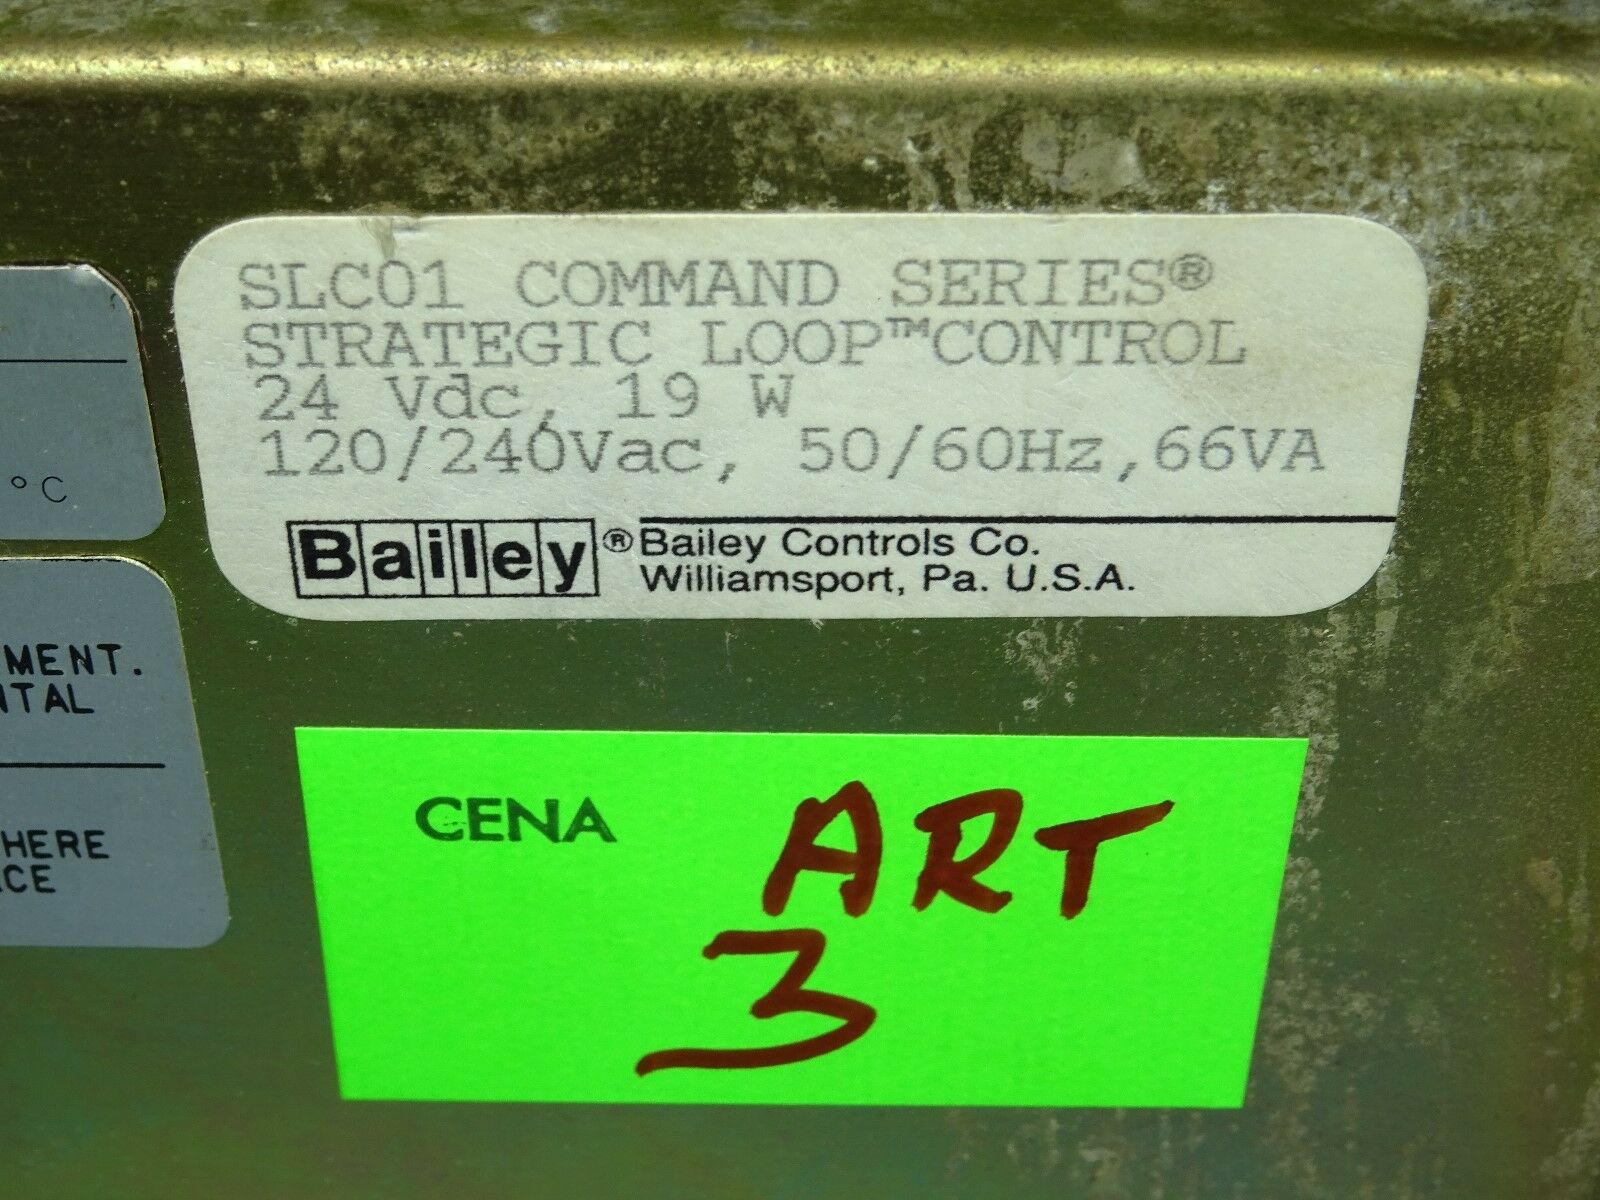 SLC01 COMMAND SERIES®
STRATEGIC LOOP™CONTROL
24 Vdc, 19 W
120/240Vac, 50/60Hz,66VA
Bailey® Bailey Controls Co.
Williamsport, Pa. U.S.A.
°C
MENT.
NTAL
HERE
CE
CENA
ART
3